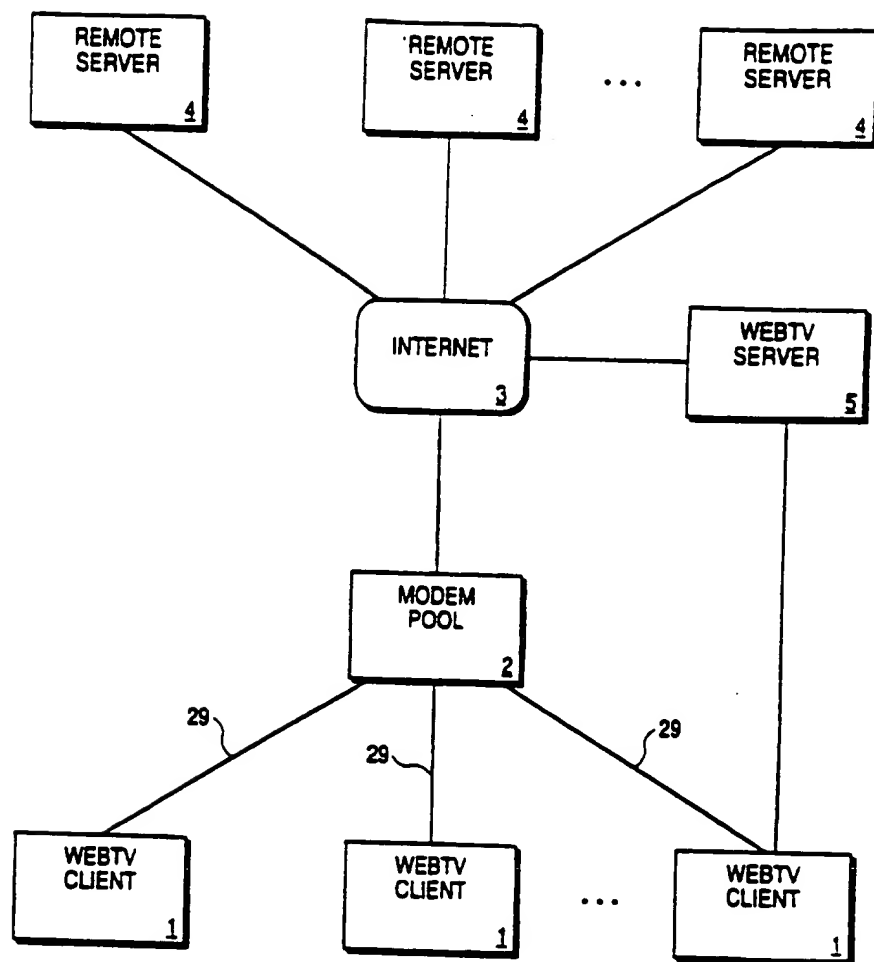 REMOTE
SERVER
4
REMOTE
SERVER
4
...
REMOTE
SERVER
4
INTERNET
3
WEBTV
SERVER
5
MODEM
POOL
2
29
29
29
WEBTV
CLIENT
1
WEBTV
CLIENT
1
...
WEBTV
CLIENT
1